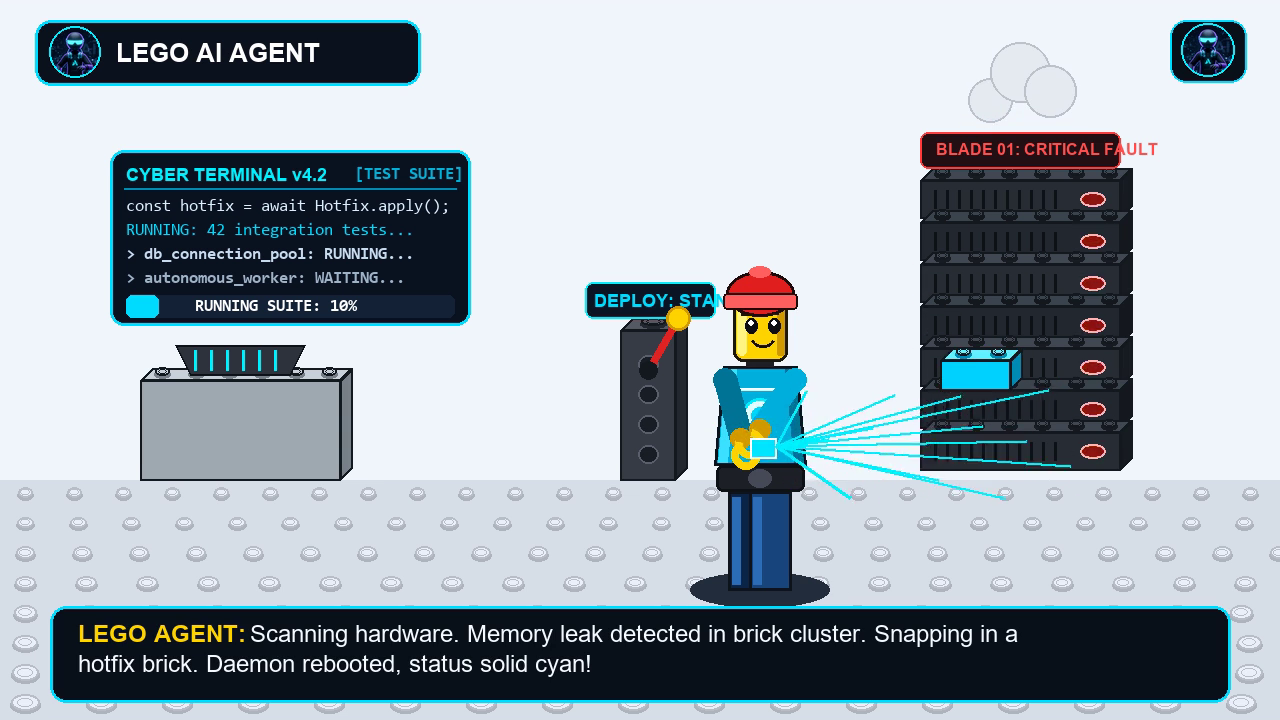 LEGO AI AGENT
BLADE 01: CRITICAL FAULT
CYBER TERMINAL v4.2 [TEST SUITE]
const hotfix = await Hotfix.apply();
RUNNING: 42 integration tests...
> db_connection_pool: RUNNING...
> autonomous_worker: WAITING...
RUNNING SUITE: 10%
DEPLOY: STAN
LEGO AGENT: Scanning hardware. Memory leak detected in brick cluster. Snapping in a
hotfix brick. Daemon rebooted, status solid cyan!